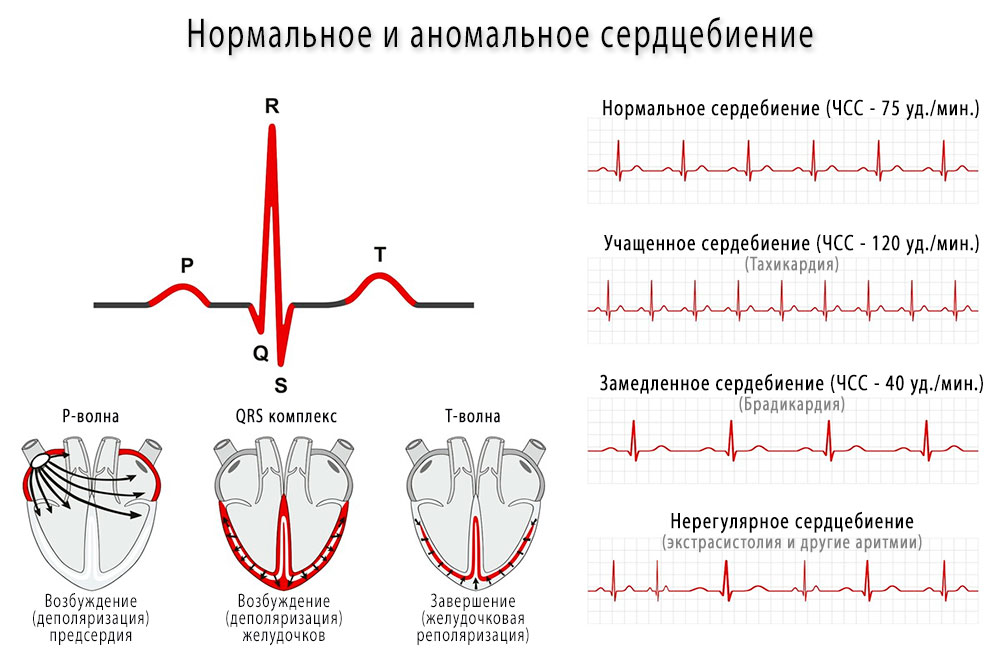 Нормальное и аномальное сердцебиение
R
P
T
Q
S
P-волна
QRS комплекс
T-волна
Возбуждение
(деполяризация)
предсердия
Возбуждение
(деполяризация)
желудочков
Завершение
(желудочковая
реполяризация)
Нормальное сердебиение (ЧСС - 75 уд./мин.)
Учащенное сердебиение (ЧСС - 120 уд./мин.)
(Тахикардия)
Замедленное сердебиение (ЧСС - 40 уд./мин.)
(Брадикардия)
Нерегулярное сердцебиение
(экстрасистолия и другие аритмии)